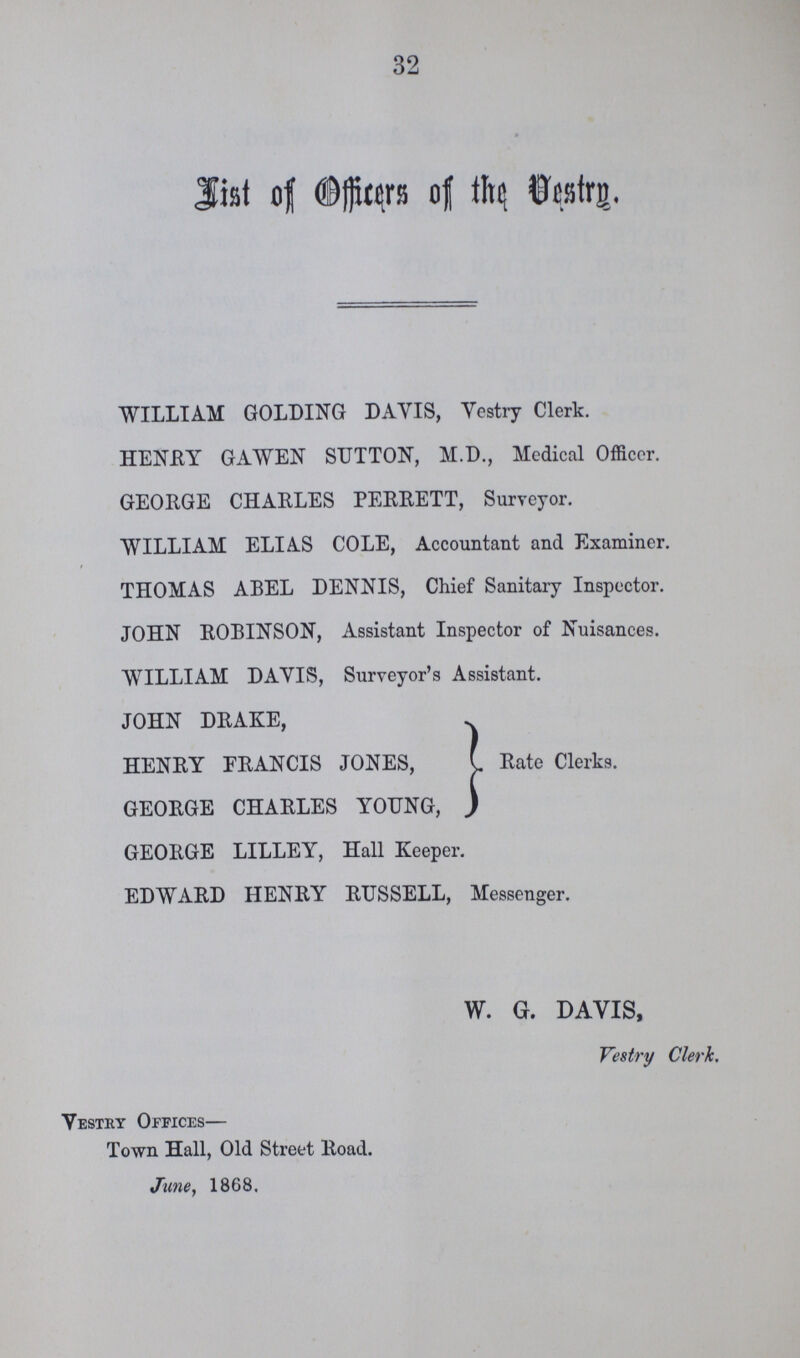 32
List of Officers of the Vestry.
WILLIAM GOLDING DAVIS, Vestry Clerk.
HENRY GAWEN SUTTON, M.D., Medical Officer.
GEORGE CHARLES PERRETT, Surveyor.
WILLIAM ELIAS COLE, Accountant and Examiner.
THOMAS ABEL DENNIS, Chief Sanitary Inspector.
JOHN ROBINSON, Assistant Inspector of Nuisances.
WILLIAM DAVIS, Surveyor's Assistant.
JOHN DRAKE,
HENRY FRANCIS JONES, } Rate Clerks.
GEORGE CHARLES YOUNG,
GEORGE LILLEY, Hall Keeper.
EDWARD HENRY RUSSELL, Messenger.
W. G. DAVIS,
Vestry Clerk.
VESTRY OFFICES—
Town Hall, Old Street Road.
June, 1868.